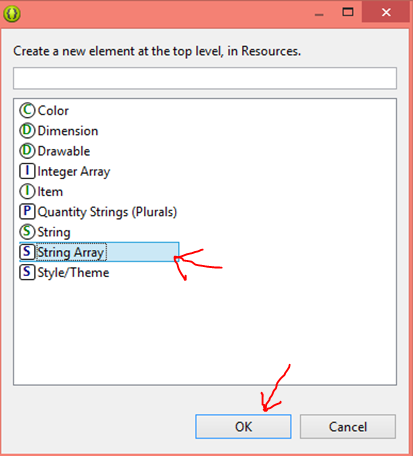 Create a new element at the top level, in Resources.
C Color
D Dimension
D Drawable
I Integer Array
I Item
P Quantity Strings (Plurals)
S String
S String Array
S Style/Theme
OK
Cancel